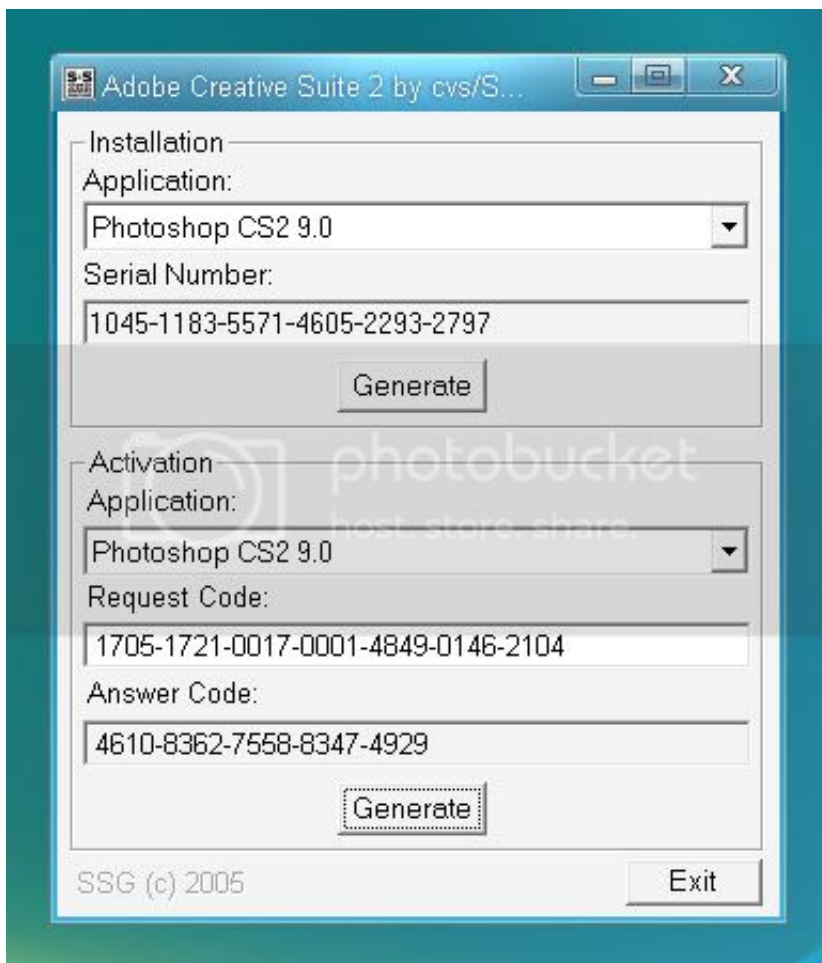 Adobe Creative Suite 2 by cvs/S...
Installation
Application:
Photoshop CS2 9.0
Serial Number:
1045-1183-5571-4605-2293-2797
Generate
Activation
photobucket
Application:
host. store. share.
Photoshop CS2 9.0
Request Code:
1705-1721-0017-0001-4849-0146-2104
Answer Code:
4610-8362-7558-8347-4929
Generate
SSG (c) 2005
Exit